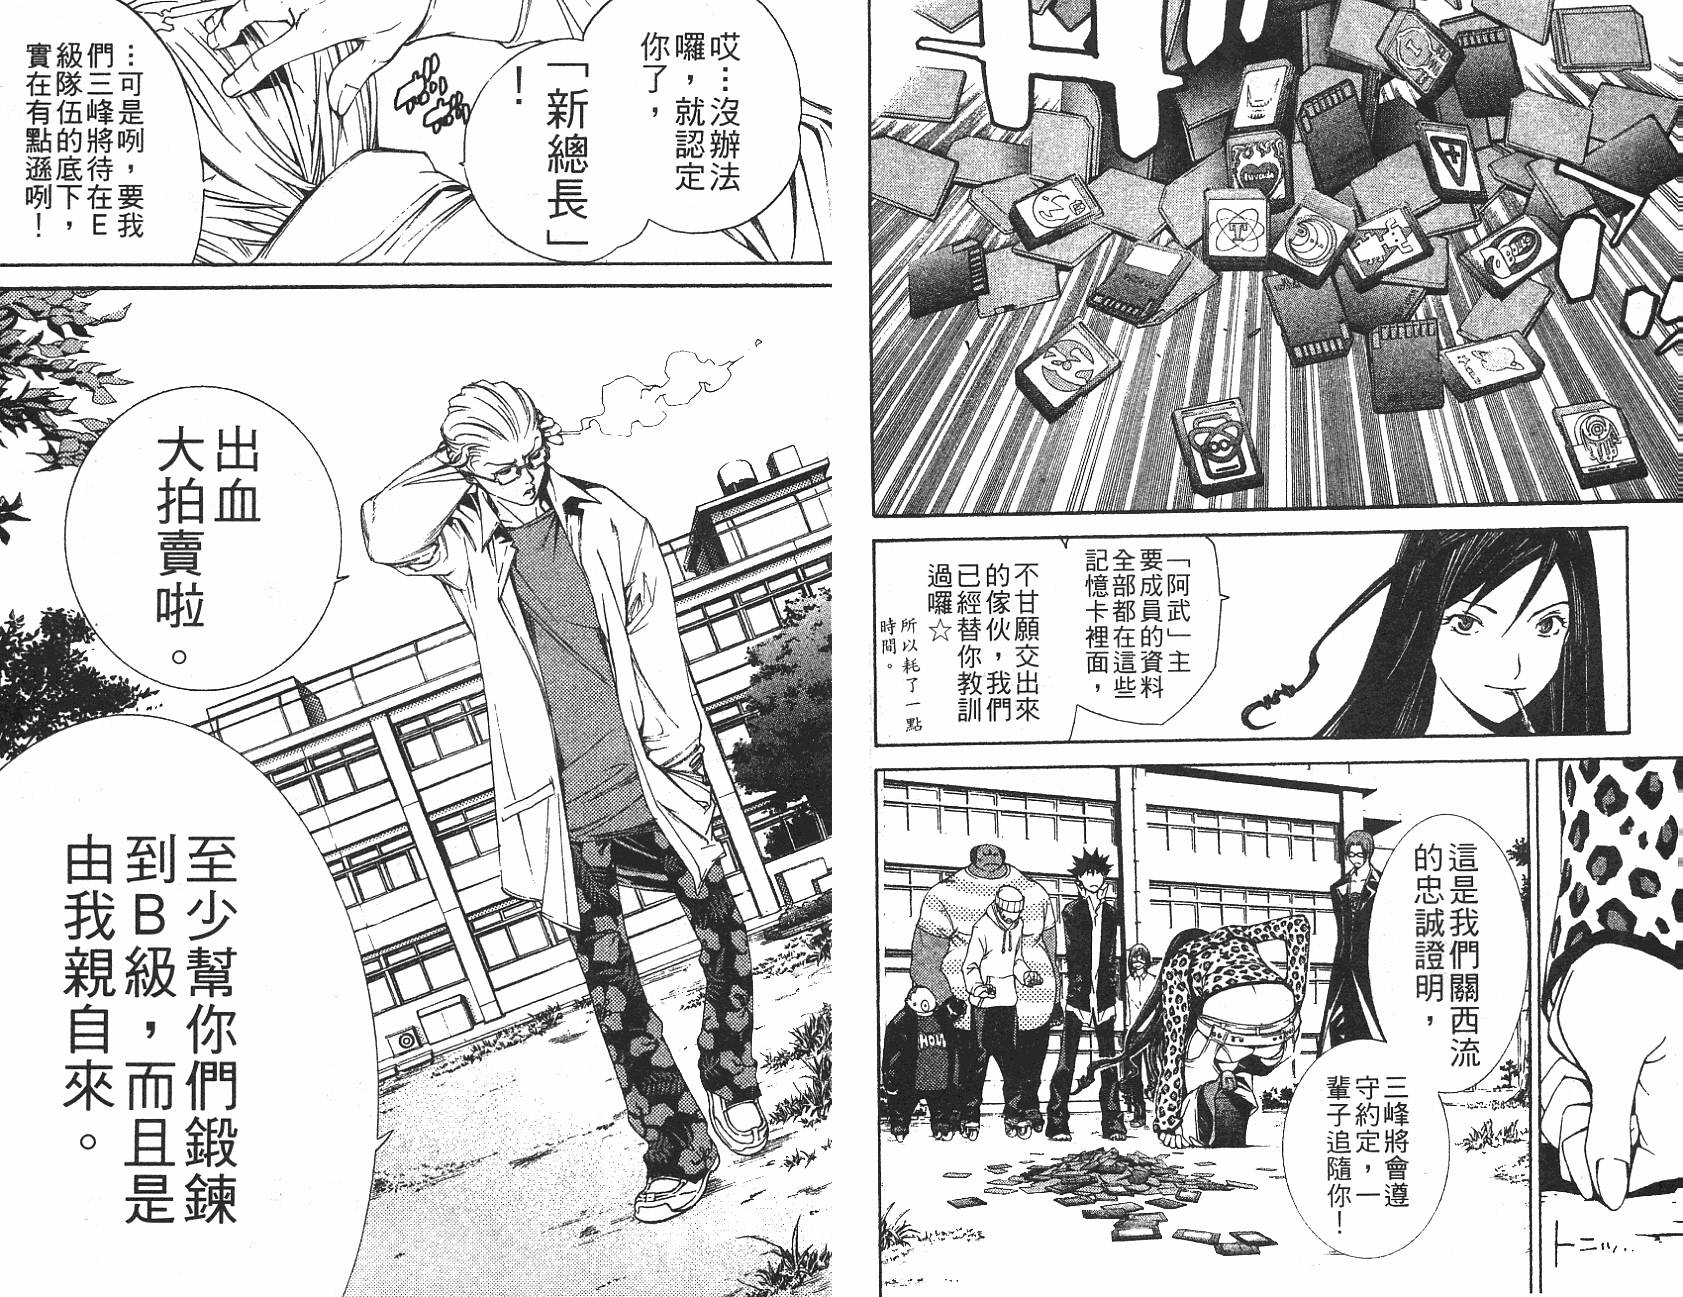 「阿武」主
要成員的資料
全部都在這些
記憶卡裡面，
不甘願交出來
的傢伙，我們
已經替你教訓
過囉☆
所以耗了一點
時間。
這是我們關西流
的忠誠證明，
三峰將會遵
守約定，一
輩子追隨你！
トニッ…
哎…沒辦法
囉，就認定
你了，
「新總長」
！
…可是咧，要我
們三峰將待在E
級隊伍的底下，
實在有點遜咧！
出血
大拍賣啦。
至少幫你們鍛鍊
到B級，而且是
由我親自來。